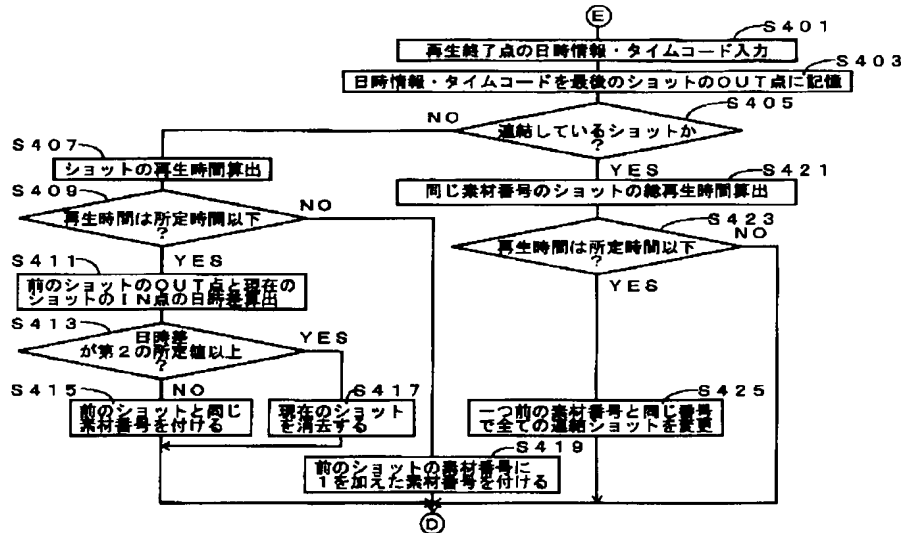 E
S401
再生終了点の日時情報・タイムコード入力
S403
日時情報・タイムコードを最後のショットのOUT点に記憶
S405
連結しているショットか
?
NO
YES
S407
ショットの再生時間算出
S409
再生時間は所定時間以下
?
NO
YES
S411
前のショットのOUT点と現在の
ショットのIN点の日時差算出
S413
日時差
が第2の所定値以上
?
YES
NO
S415
前のショットと同じ
素材番号を付ける
S417
現在のショット
を消去する
S419
前のショットの素材番号に
1を加えた素材番号を付ける
S421
同じ素材番号のショットの総再生時間算出
S423
再生時間は所定時間以下
?
NO
YES
S425
一つ前の素材番号と同じ番号
で全ての連結ショットを変更
D